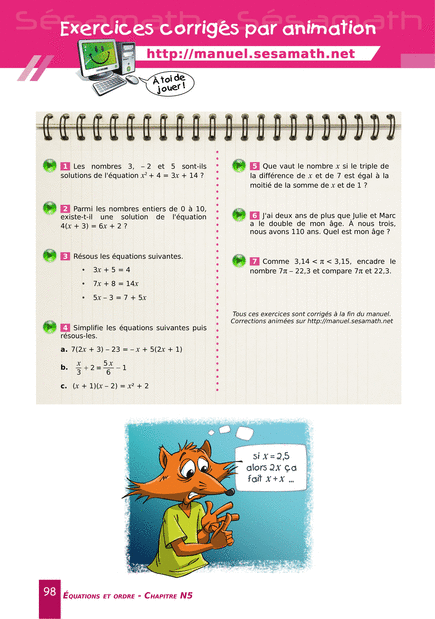 Sésamath Sésamath
Exercices corrigés par animation
http://manuel.sesamath.net
À toi de
jouer !
1 Les nombres 3, – 2 et 5 sont-ils
solutions de l'équation x² + 4 = 3x + 14 ?
2 Parmi les nombres entiers de 0 à 10,
existe-t-il une solution de l'équation
4(x + 3) = 6x + 2 ?
3 Résous les équations suivantes.
• 3x + 5 = 4
• 7x + 8 = 14x
• 5x – 3 = 7 + 5x
4 Simplifie les équations suivantes puis
résous-les.
a. 7(2x + 3) – 23 = – x + 5(2x + 1)
b. x/3 + 2 = 5x/6 – 1
c. (x + 1)(x – 2) = x² + 2
5 Que vaut le nombre x si le triple de
la différence de x et de 7 est égal à la
moitié de la somme de x et de 1 ?
6 J'ai deux ans de plus que Julie et Marc
a le double de mon âge. À nous trois,
nous avons 110 ans. Quel est mon âge ?
7 Comme 3,14 < π < 3,15, encadre le
nombre 7π – 22,3 et compare 7π et 22,3.
Tous ces exercices sont corrigés à la fin du manuel.
Corrections animées sur http://manuel.sesamath.net
si x = 2,5
alors 2x ça
fait x + x ...
98 Équations et ordre - Chapitre N5